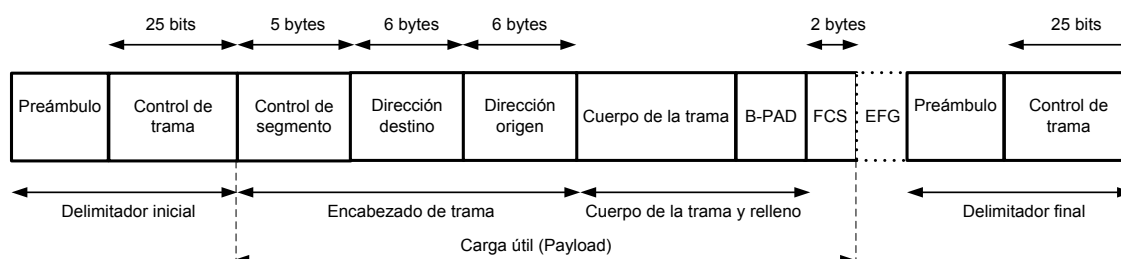 25 bits
5 bytes
6 bytes
6 bytes
2 bytes
25 bits
Preámbulo
Control de
trama
Control de
segmento
Dirección
destino
Dirección
origen
Cuerpo de la trama
B-PAD
FCS
EFG
Preámbulo
Control de
trama
Delimitador inicial
Encabezado de trama
Cuerpo de la trama y relleno
Delimitador final
Carga útil (Payload)